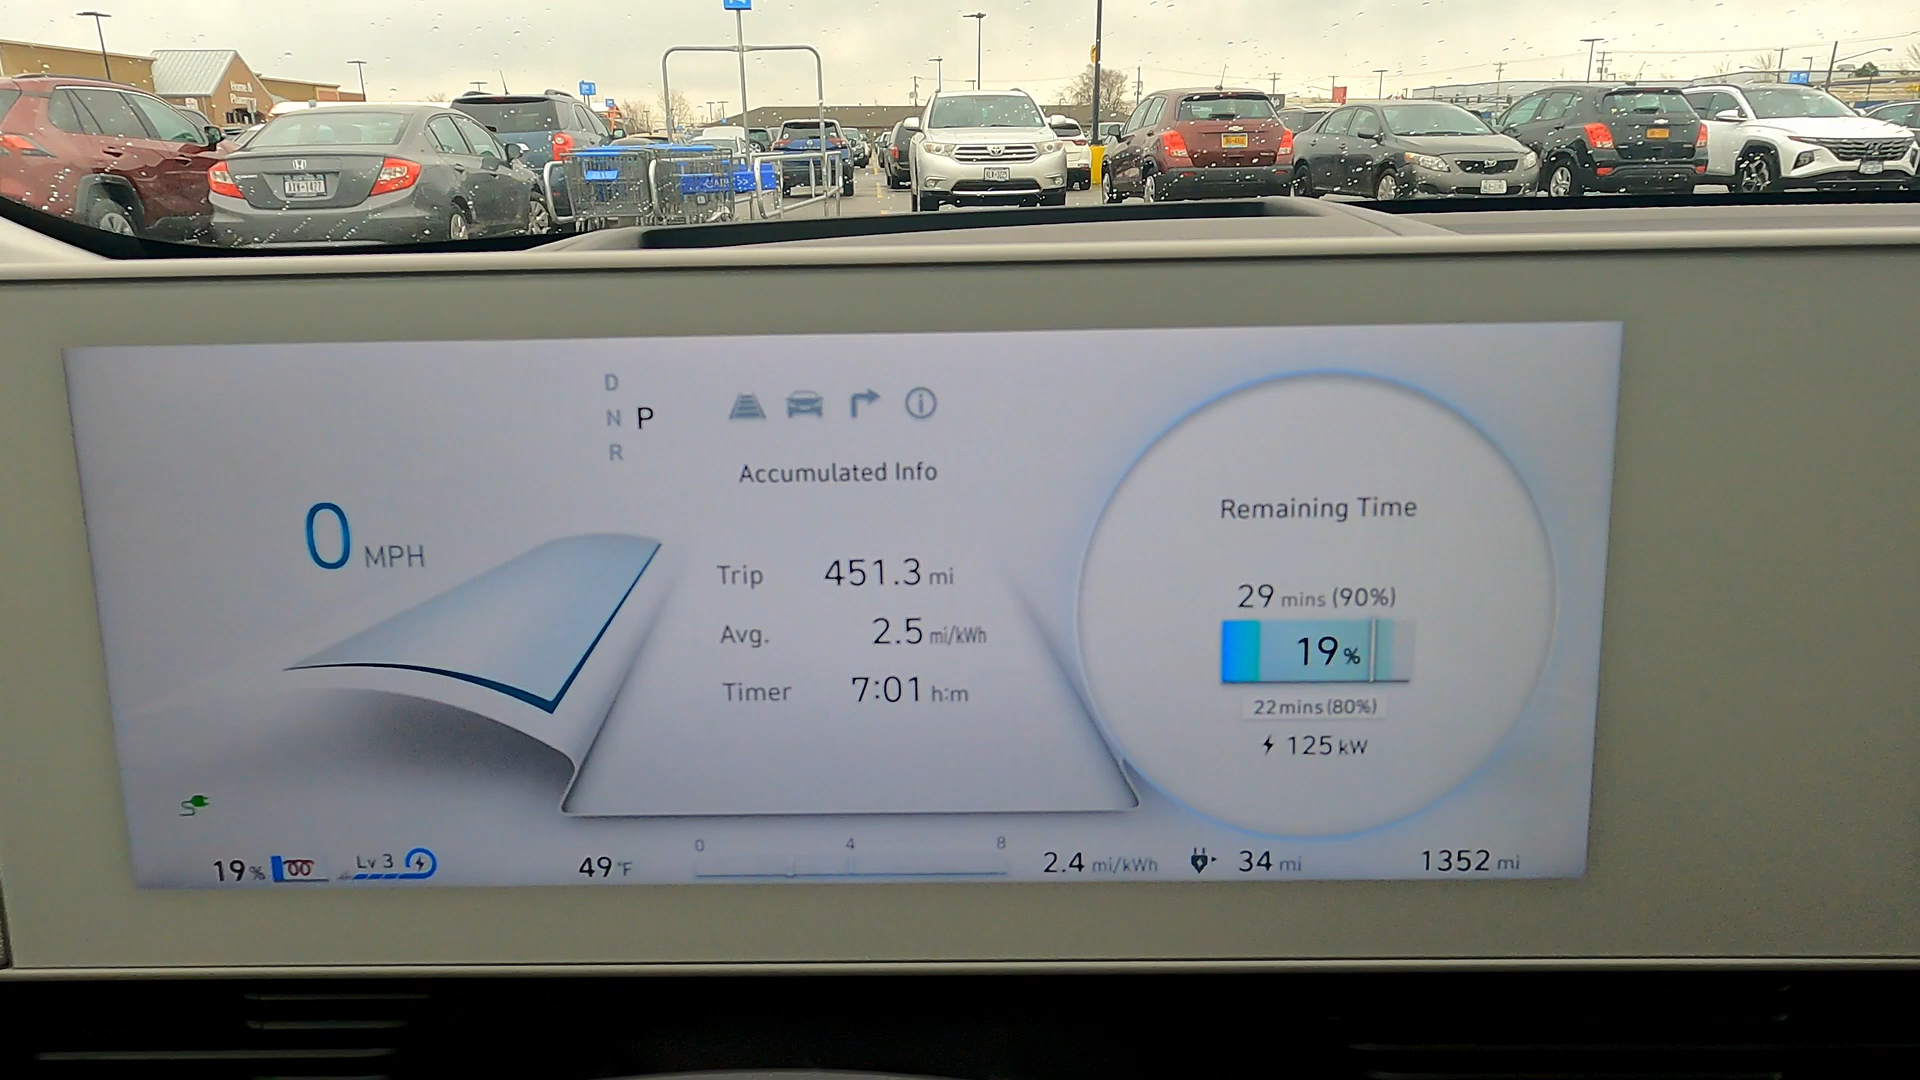 D
N P
R
Accumulated Info
0 MPH
Trip 451.3 mi
Avg. 2.5 mi/kWh
Timer 7:01 h:m
Remaining Time
29 mins (90%)
19%
22mins (80%)
125 kW
0 4 8
19% Lv 3 49°F 2.4 mi/kWh 34 mi 1352 mi